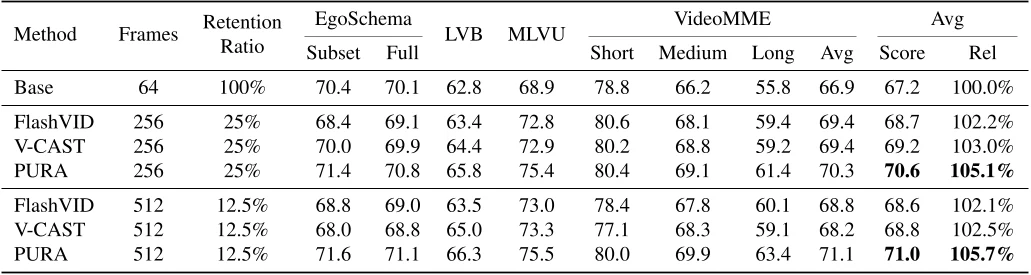 Method Frames Retention Ratio EgoSchema LVB MLVU VideoMME Avg
Subset Full Short Medium Long Avg Score Rel
Base 64 100% 70.4 70.1 62.8 68.9 78.8 66.2 55.8 66.9 67.2 100.0%
FlashVID 256 25% 68.4 69.1 63.4 72.8 80.6 68.1 59.4 69.4 68.7 102.2%
V-CAST 256 25% 70.0 69.9 64.4 72.9 80.2 68.8 59.2 69.4 69.2 103.0%
PURA 256 25% 71.4 70.8 65.8 75.4 80.4 69.1 61.4 70.3 70.6 105.1%
FlashVID 512 12.5% 68.8 69.0 63.5 73.0 78.4 67.8 60.1 68.8 68.6 102.1%
V-CAST 512 12.5% 68.0 68.8 65.0 73.3 77.1 68.3 59.1 68.2 68.8 102.5%
PURA 512 12.5% 71.6 71.1 66.3 75.5 80.0 69.9 63.4 71.1 71.0 105.7%